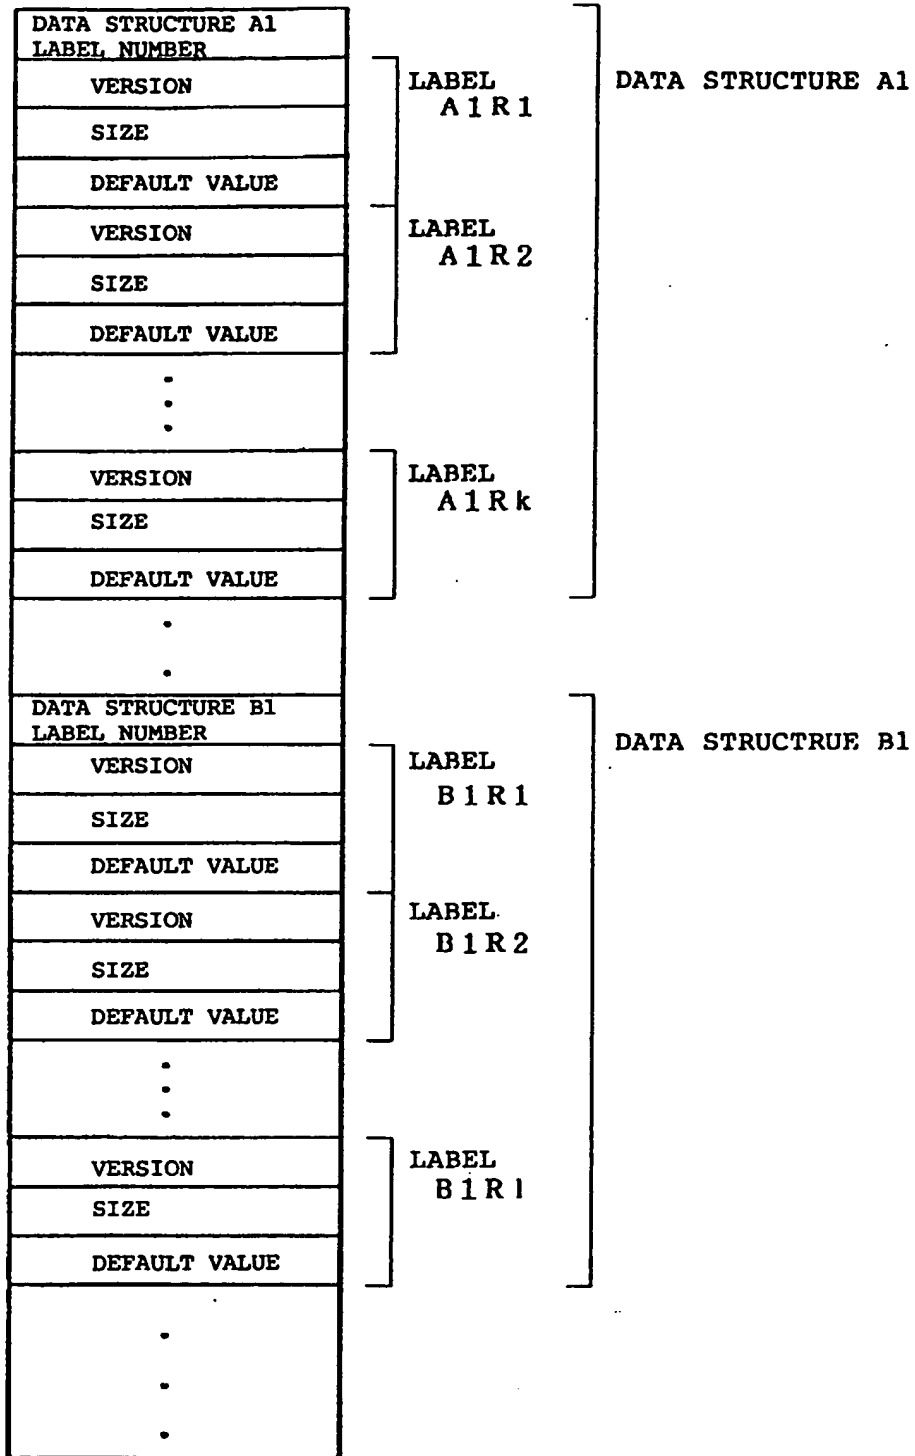 DATA STRUCTURE A1
LABEL NUMBER
DATA STRUCTURE A1
VERSION
LABEL
A1R1
SIZE
DEFAULT VALUE
VERSION
LABEL
A1R2
SIZE
DEFAULT VALUE
VERSION
LABEL
A1Rk
SIZE
DEFAULT VALUE
DATA STRUCTURE B1
LABEL NUMBER
DATA STRUCTRUE B1
VERSION
LABEL
B1R1
SIZE
DEFAULT VALUE
VERSION
LABEL
B1R2
SIZE
DEFAULT VALUE
VERSION
LABEL
B1Rl
SIZE
DEFAULT VALUE